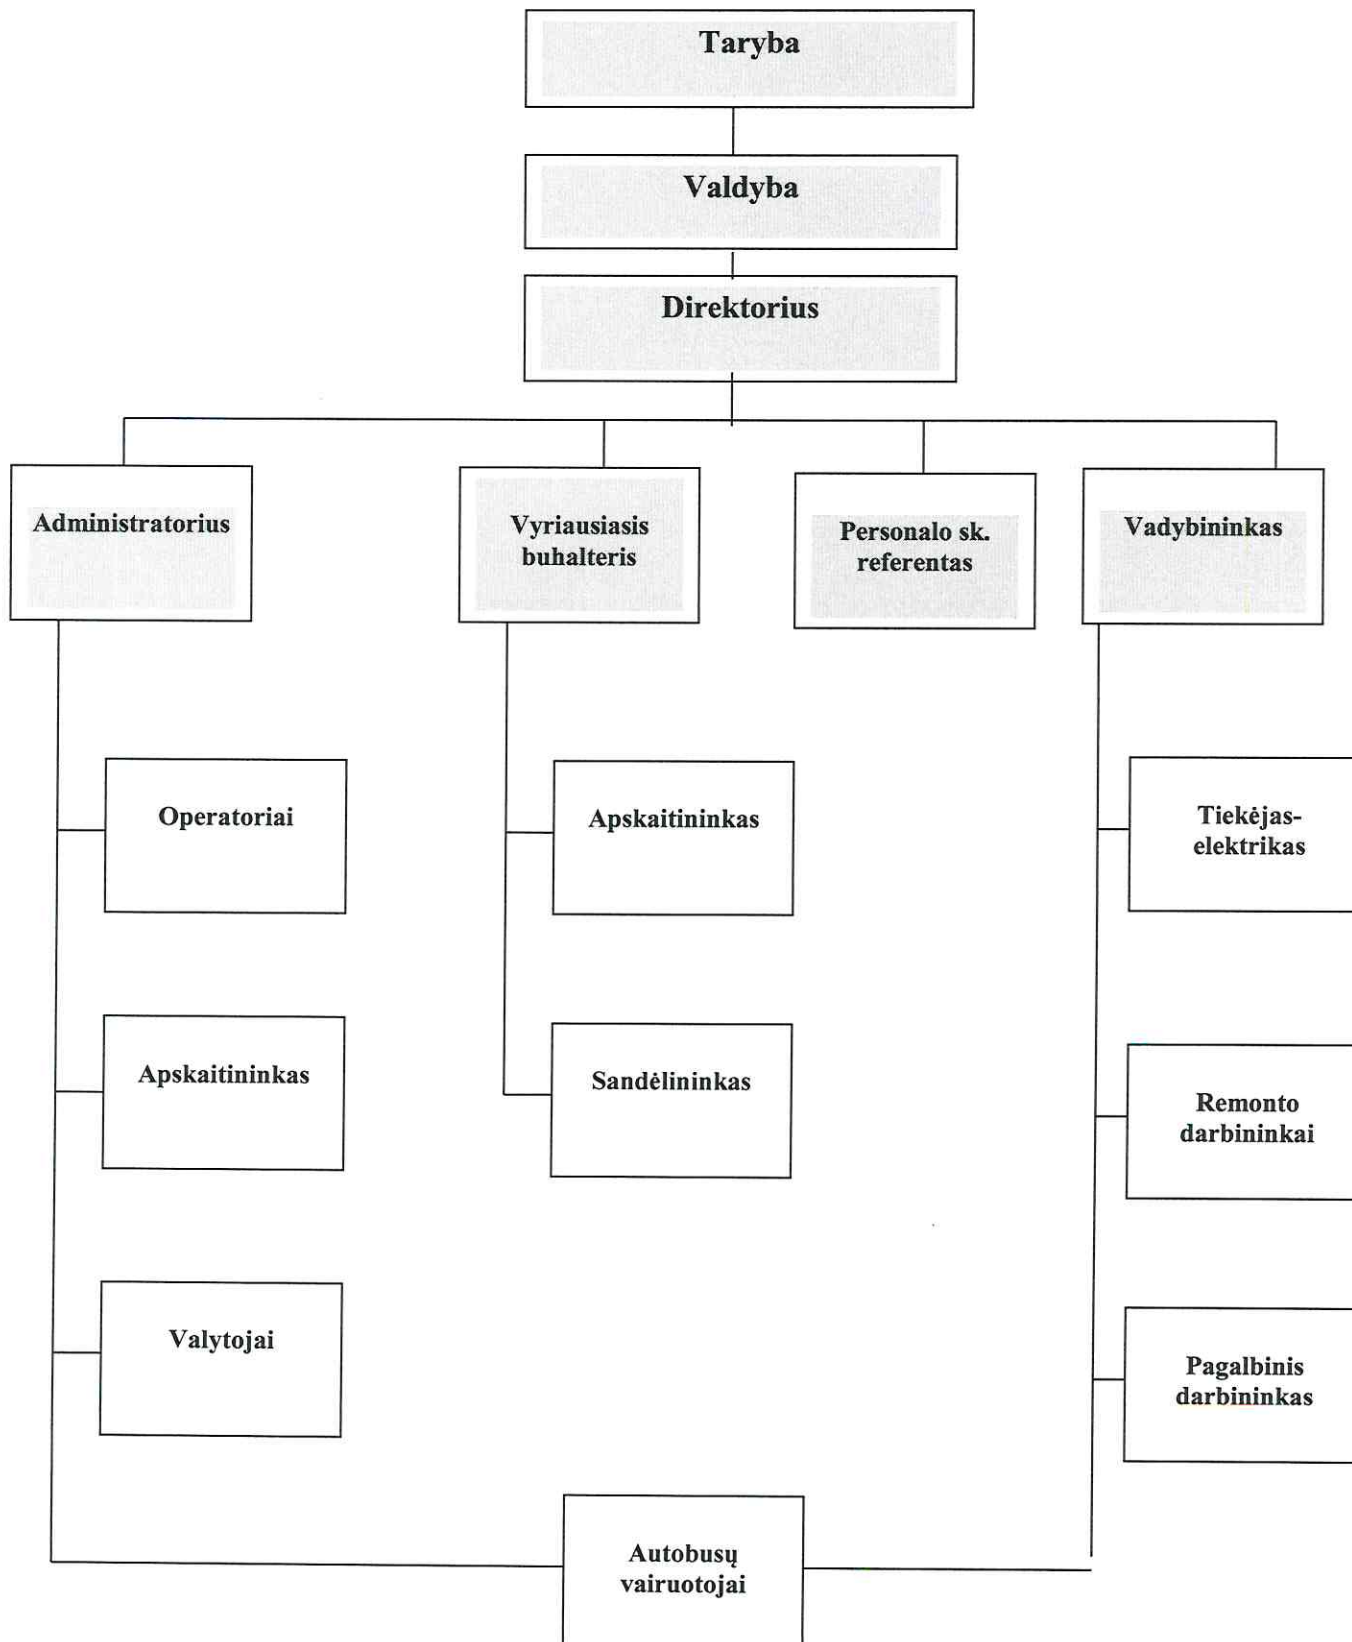 Taryba
Valdyba
Direktorius
Administratorius
Vyriausiasis
buhalteris
Personalo sk.
referentas
Vadybininkas
Operatoriai
Apskaitininkas
Tiekėjas-
elektrikas
Apskaitininkas
Sandėlininkas
Remonto
darbininkai
Valytojai
Pagalbinis
darbininkas
Autobusų
vairuotojai